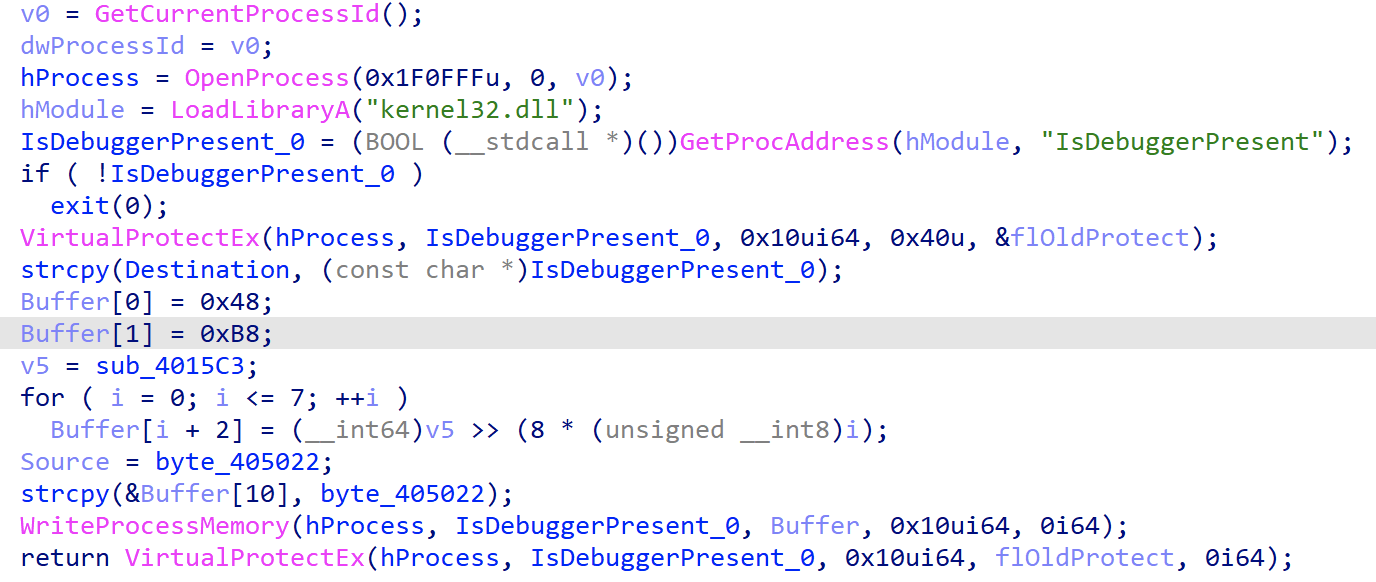 v0 = GetCurrentProcessId();
dwProcessId = v0;
hProcess = OpenProcess(0x1F0FFFu, 0, v0);
hModule = LoadLibraryA("kernel32.dll");
IsDebuggerPresent_0 = (BOOL (__stdcall *)())GetProcAddress(hModule, "IsDebuggerPresent");
if ( !IsDebuggerPresent_0 )
  exit(0);
VirtualProtectEx(hProcess, IsDebuggerPresent_0, 0x10ui64, 0x40u, &flOldProtect);
strcpy(Destination, (const char *)IsDebuggerPresent_0);
Buffer[0] = 0x48;
Buffer[1] = 0xB8;
v5 = sub_4015C3;
for ( i = 0; i <= 7; ++i )
  Buffer[i + 2] = (__int64)v5 >> (8 * (unsigned __int8)i);
Source = byte_405022;
strcpy(&Buffer[10], byte_405022);
WriteProcessMemory(hProcess, IsDebuggerPresent_0, Buffer, 0x10ui64, 0i64);
return VirtualProtectEx(hProcess, IsDebuggerPresent_0, 0x10ui64, flOldProtect, 0i64);